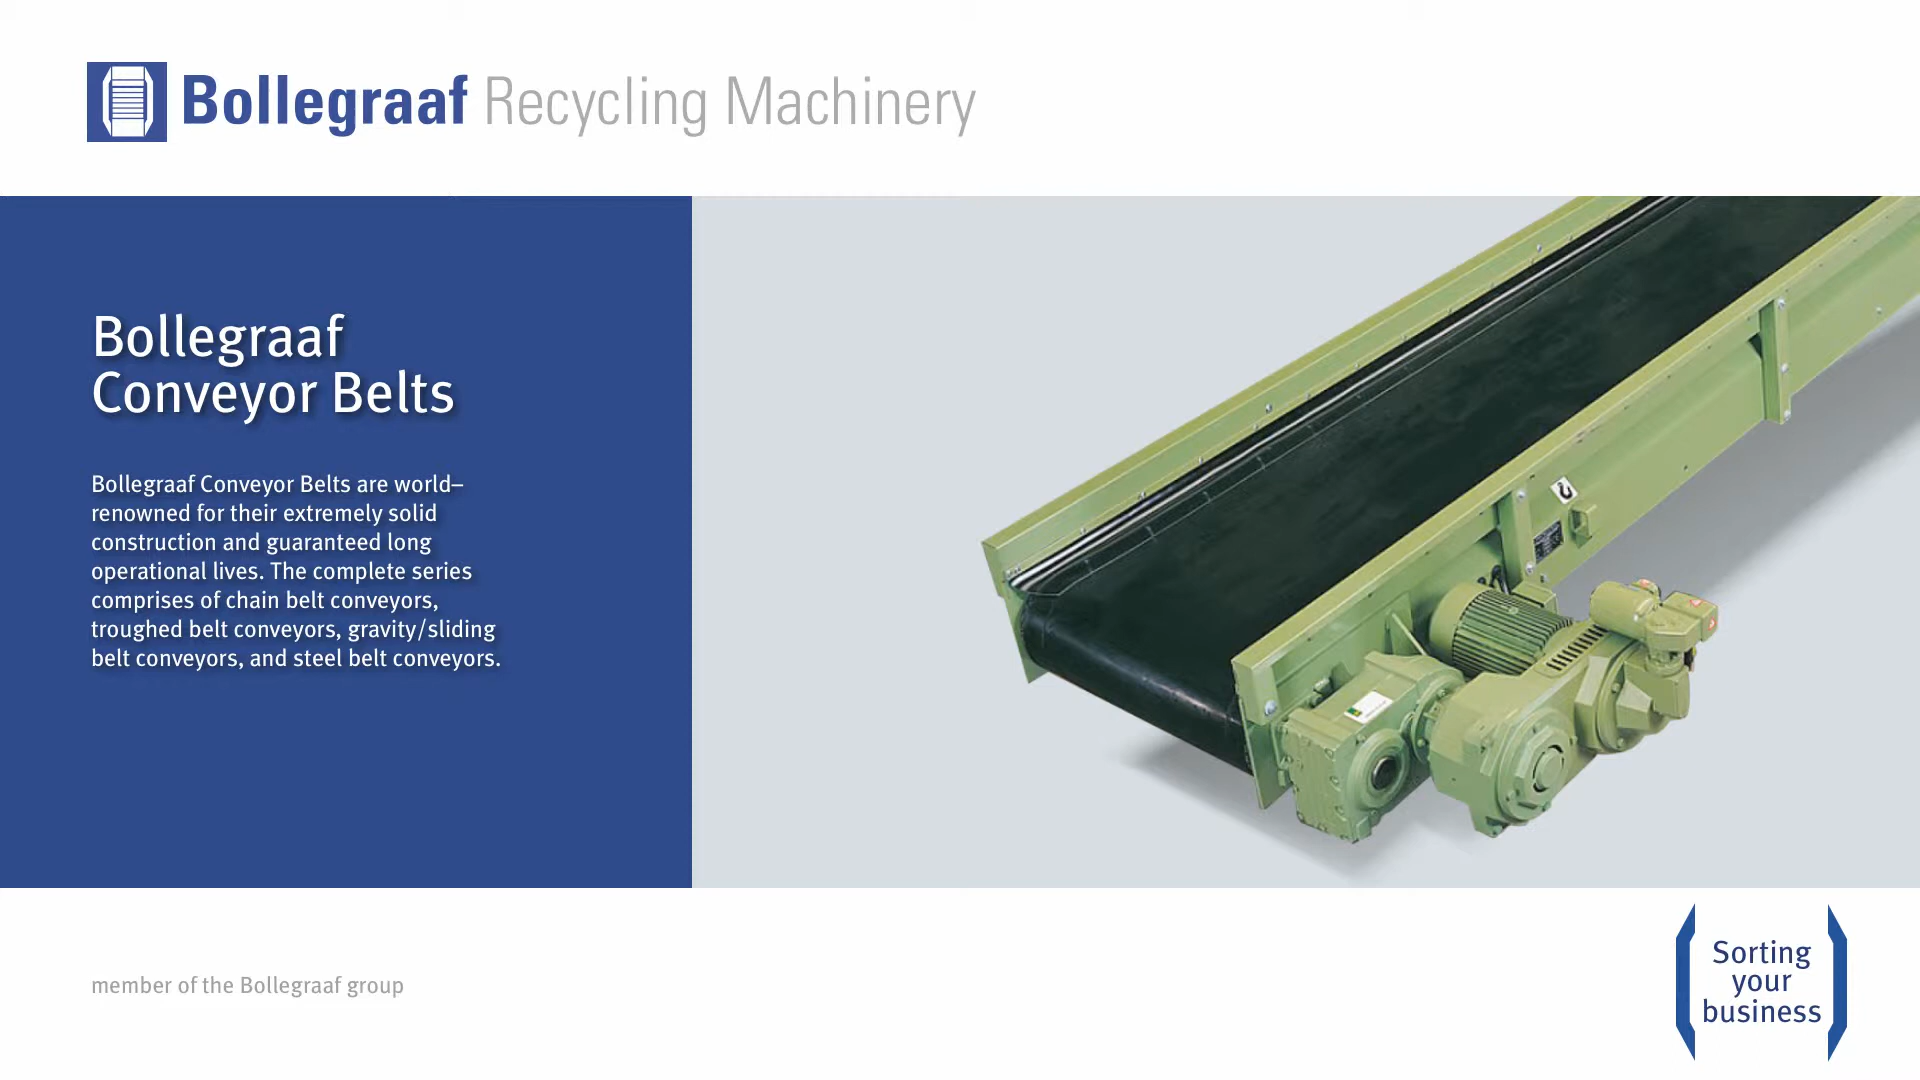 Bollegraaf Recycling Machinery
Bollegraaf
Conveyor Belts
Bollegraaf Conveyor Belts are world–
renowned for their extremely solid
construction and guaranteed long
operational lives. The complete series
comprises of chain belt conveyors,
troughed belt conveyors, gravity/sliding
belt conveyors, and steel belt conveyors.
member of the Bollegraaf group
Sorting
your
business